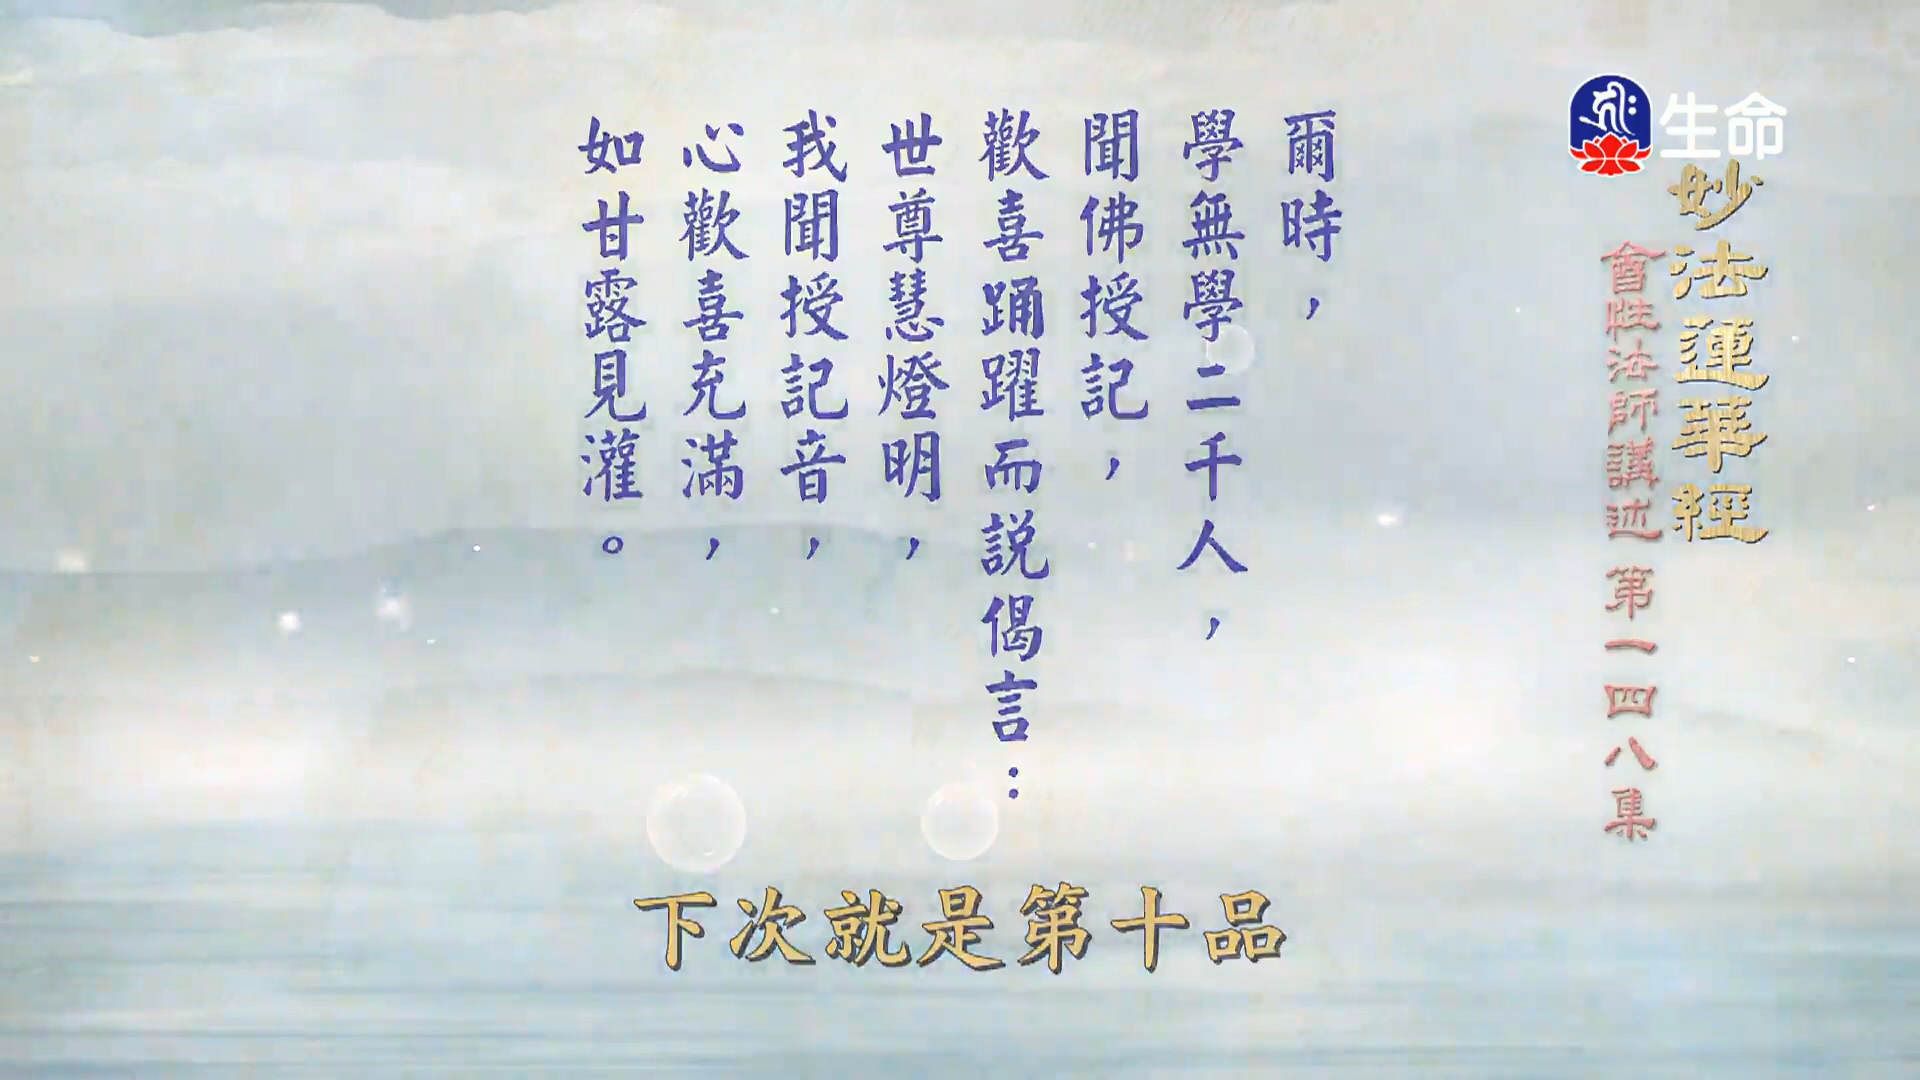 生命
妙法蓮華經
會性法師講述 第一四八集
爾時，
學無學二千人，
聞佛授記，
歡喜踊躍而説偈言：
世尊慧燈明，
我聞授記音，
心歡喜充滿，
如甘露見灌。
下次就是第十品